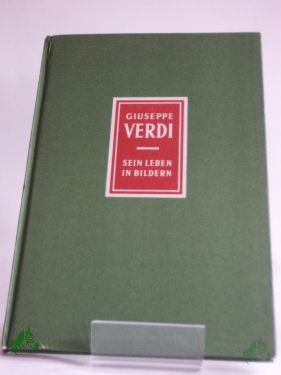 GIUSEPPE
VERDI
SEIN LEBEN
IN BILDERN